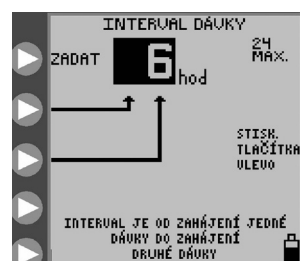 INTERVAL DÁVKY
ZADAT 6 hod
24
MAX.
STISK.
TLAČÍTKA
VLEVO
INTERVAL JE OD ZAHÁJENÍ JEDNÉ
DÁVKY DO ZAHÁJENÍ
DRUHÉ DÁVKY